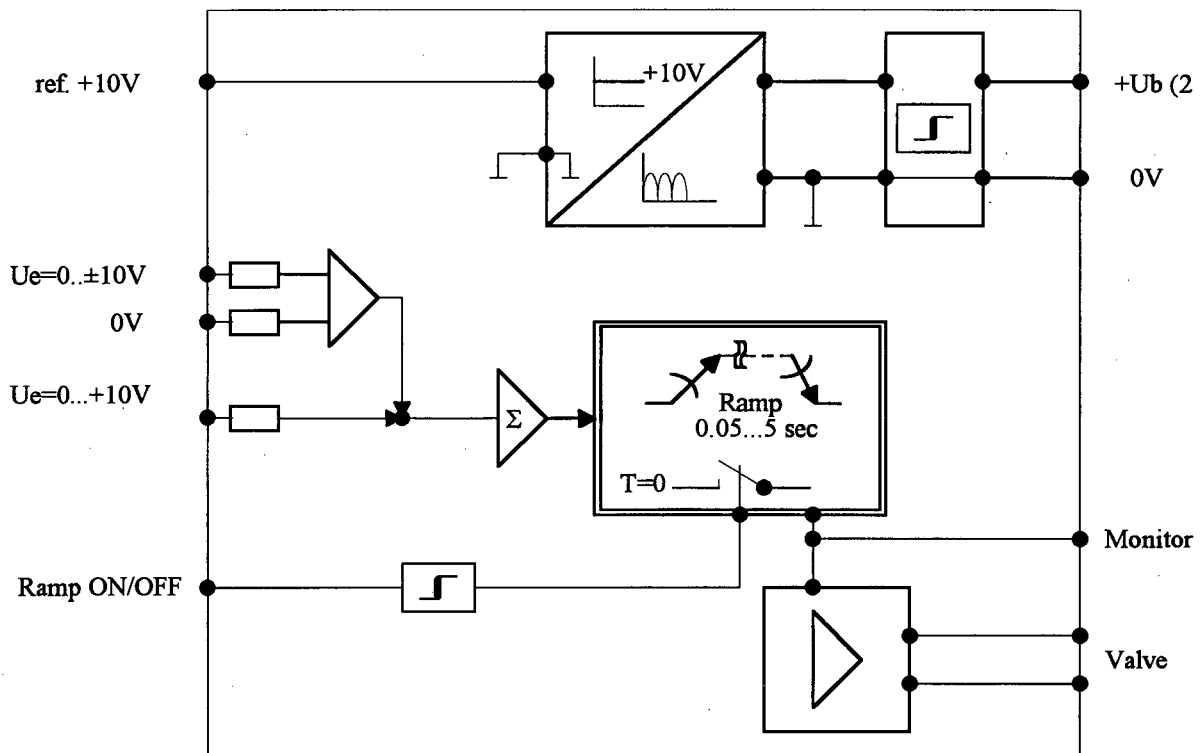 ref. +10V
+10V
+Ub (2
0V
Ue=0..±10V
0V
Ue=0...+10V
Σ
Ramp
0.05...5 sec
T=0
Monitor
Ramp ON/OFF
Valve